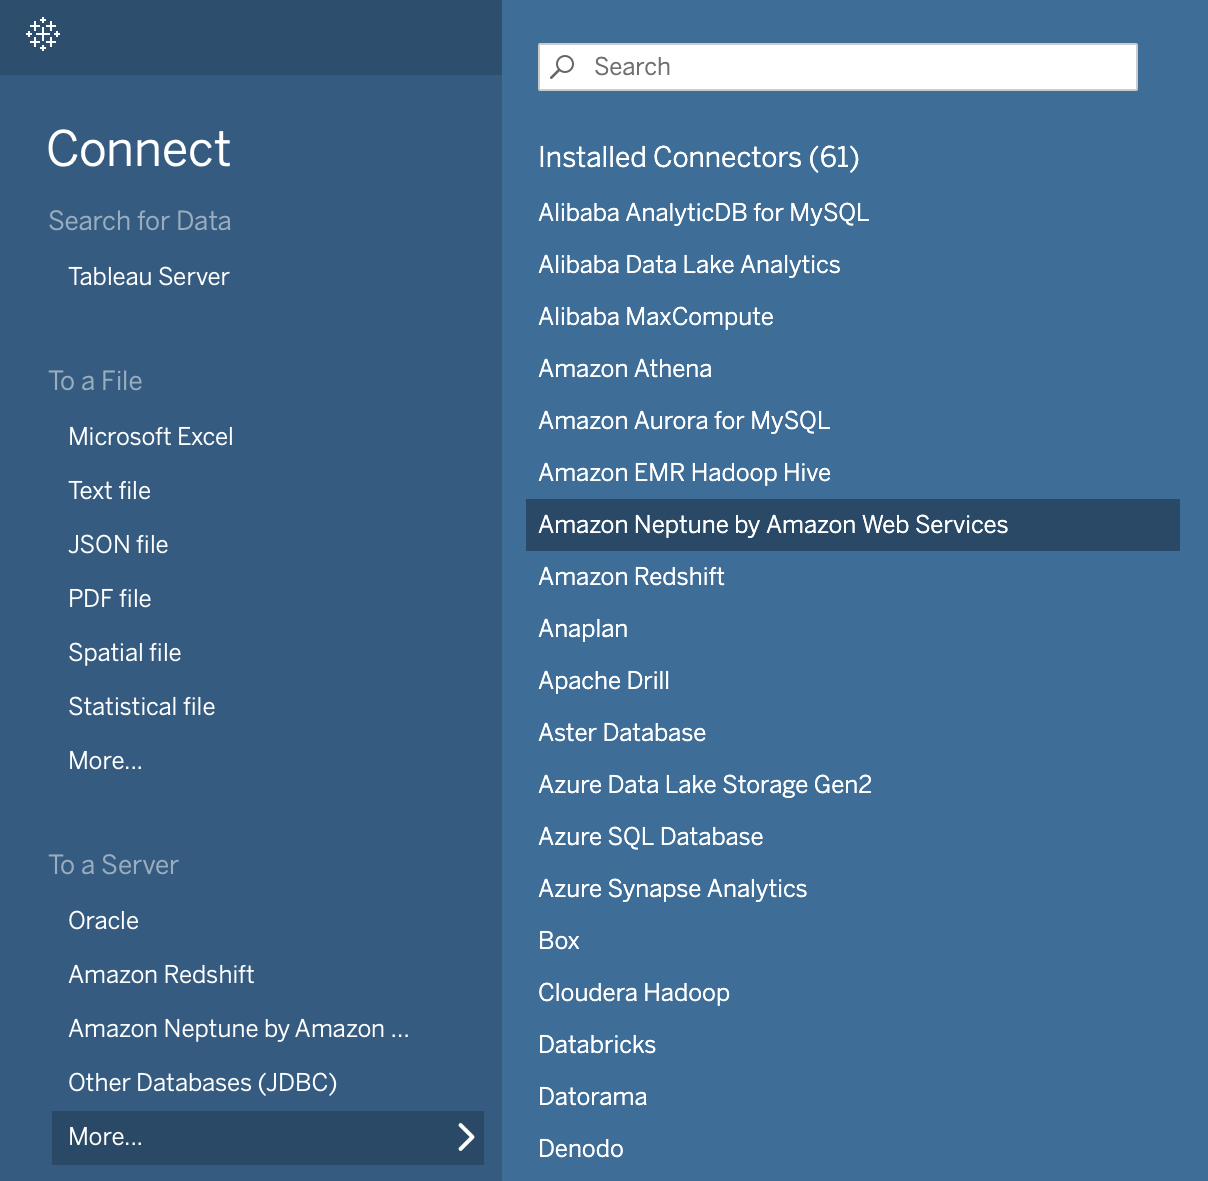 Connect
Search for Data
Tableau Server
To a File
Microsoft Excel
Text file
JSON file
PDF file
Spatial file
Statistical file
More...
To a Server
Oracle
Amazon Redshift
Amazon Neptune by Amazon ...
Other Databases (JDBC)
More...
Search
Installed Connectors (61)
Alibaba AnalyticDB for MySQL
Alibaba Data Lake Analytics
Alibaba MaxCompute
Amazon Athena
Amazon Aurora for MySQL
Amazon EMR Hadoop Hive
Amazon Neptune by Amazon Web Services
Amazon Redshift
Anaplan
Apache Drill
Aster Database
Azure Data Lake Storage Gen2
Azure SQL Database
Azure Synapse Analytics
Box
Cloudera Hadoop
Databricks
Datorama
Denodo